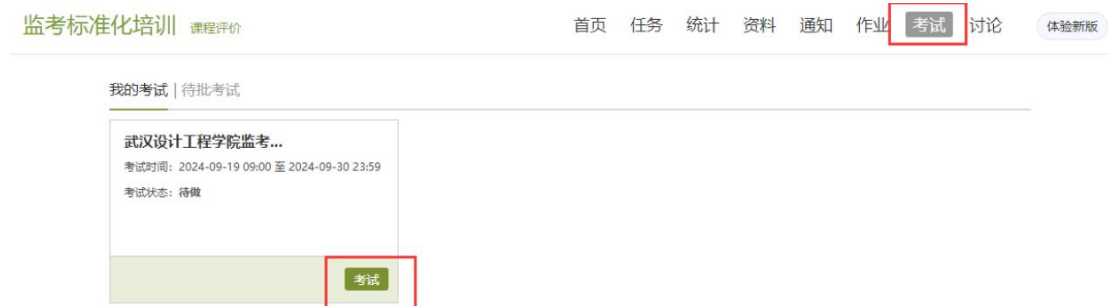 监考标准化培训 课程评价 首页 任务 统计 资料 通知 作业 考试 讨论 体验新版
我的考试 | 待批考试
武汉设计工程学院监考...
考试时间：2024-09-19 09:00 至 2024-09-30 23:59
考试状态：待做
考试